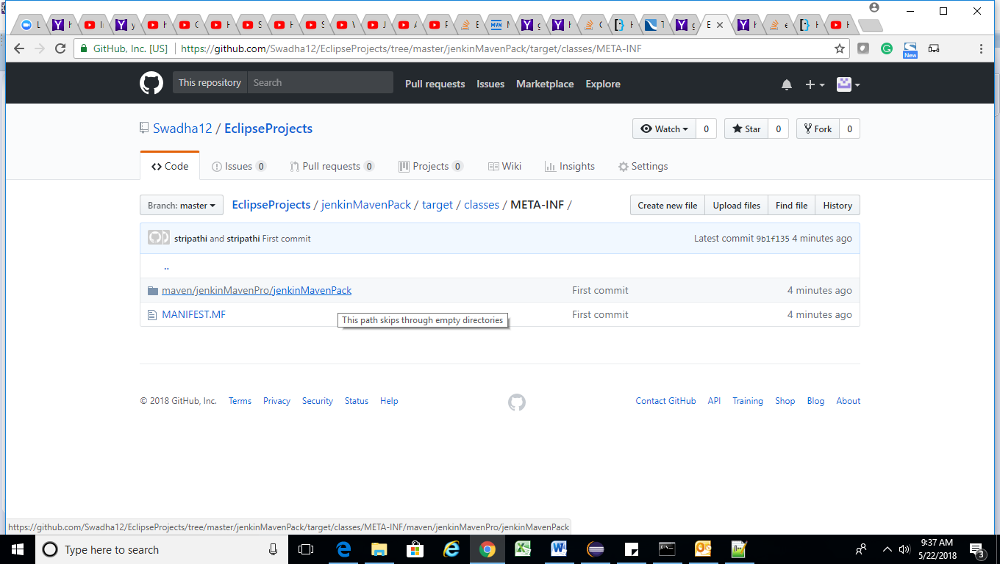 GitHub, Inc. [US] https://github.com/Swadha12/EclipseProjects/tree/master/jenkinMavenPack/target/classes/META-INF
New
This repository Search Pull requests Issues Marketplace Explore
Swadha12 / EclipseProjects Watch 0 Star 0 Fork 0
Code Issues 0 Pull requests 0 Projects 0 Wiki Insights Settings
Branch: master EclipseProjects / jenkinMavenPack / target / classes / META-INF / Create new file Upload files Find file History
stripathi and stripathi First commit Latest commit 9b1f135 4 minutes ago
..
maven/jenkinMavenPro/jenkinMavenPack First commit 4 minutes ago
MANIFEST.MF First commit 4 minutes ago
This path skips through empty directories
© 2018 GitHub, Inc. Terms Privacy Security Status Help Contact GitHub API Training Shop Blog About
https://github.com/Swadha12/EclipseProjects/tree/master/jenkinMavenPack/target/classes/META-INF/maven/jenkinMavenPro/jenkinMavenPack
Type here to search 9:37 AM
5/22/2018 3